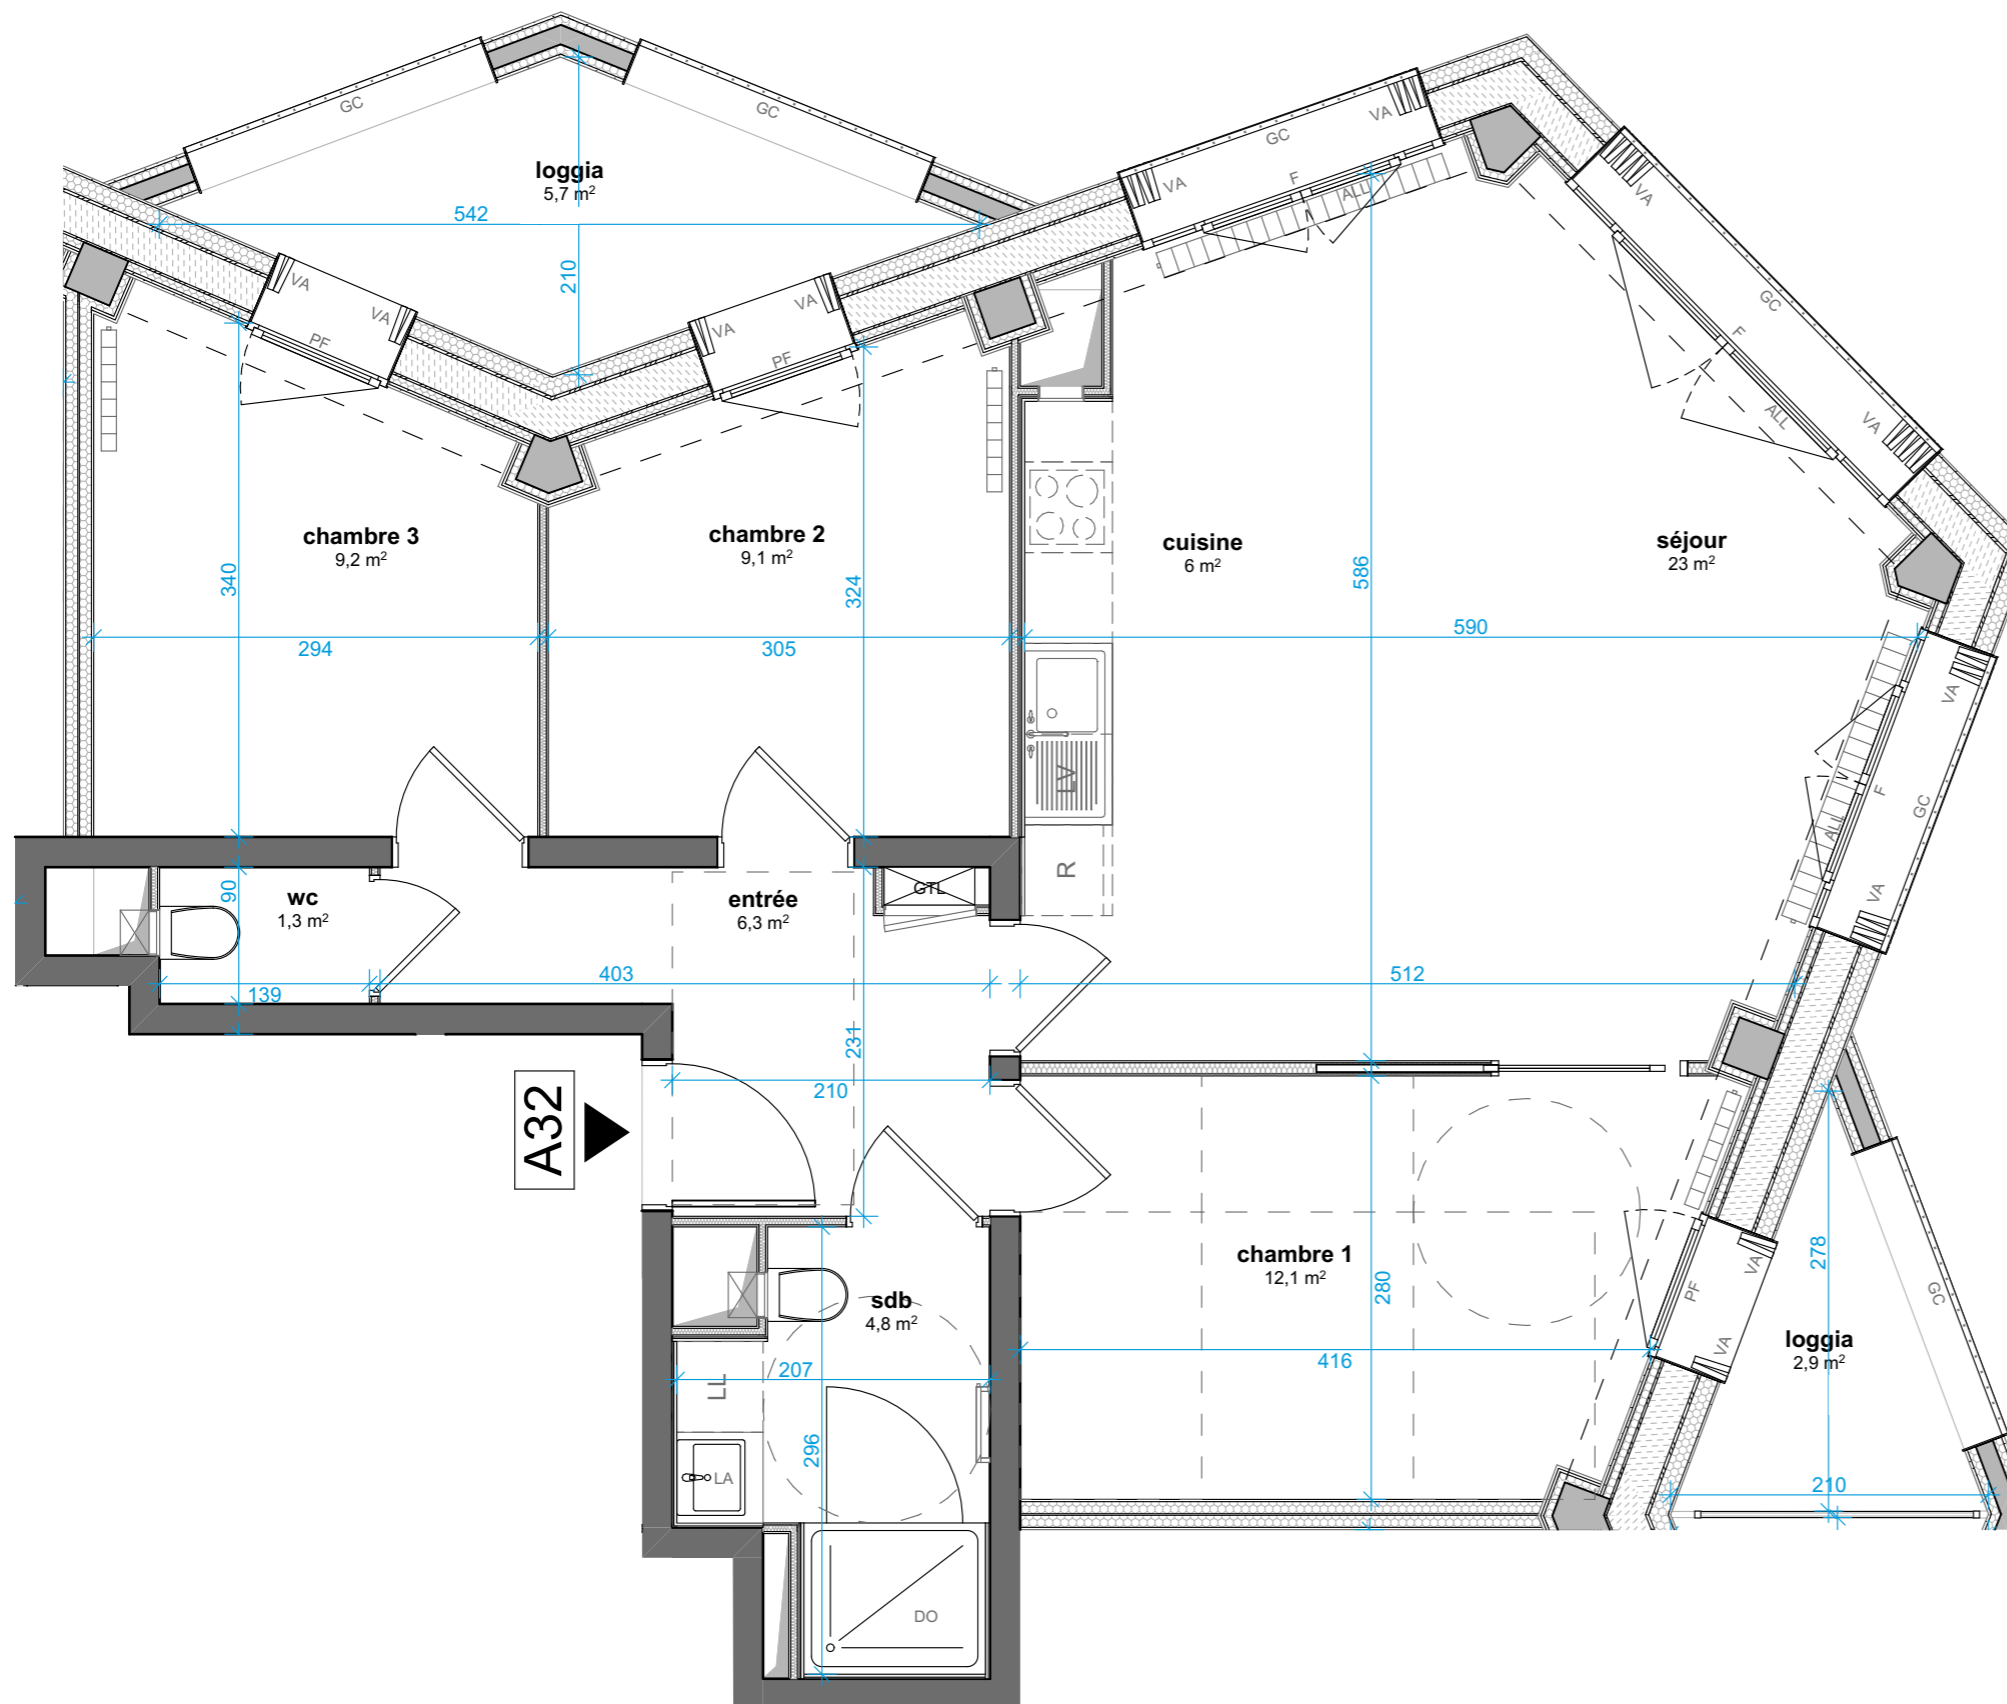 GC
GC
loggia
5,7 m²
542
210
VA
VA
PF
VA
VA
PF
VA
GC
VA
F
ALL
VA
GC
F
ALL
VA
chambre 3
9,2 m²
chambre 2
9,1 m²
cuisine
6 m²
séjour
23 m²
340
324
586
294
305
590
VA
F
GC
ALL
VA
LV
R
wc
1,3 m²
90
entrée
6,3 m²
GTL
139
403
512
231
210
A32
chambre 1
12,1 m²
280
416
278
PF
VA
VA
GC
loggia
2,9 m²
210
sdb
4,8 m²
207
LL
296
LA
DO